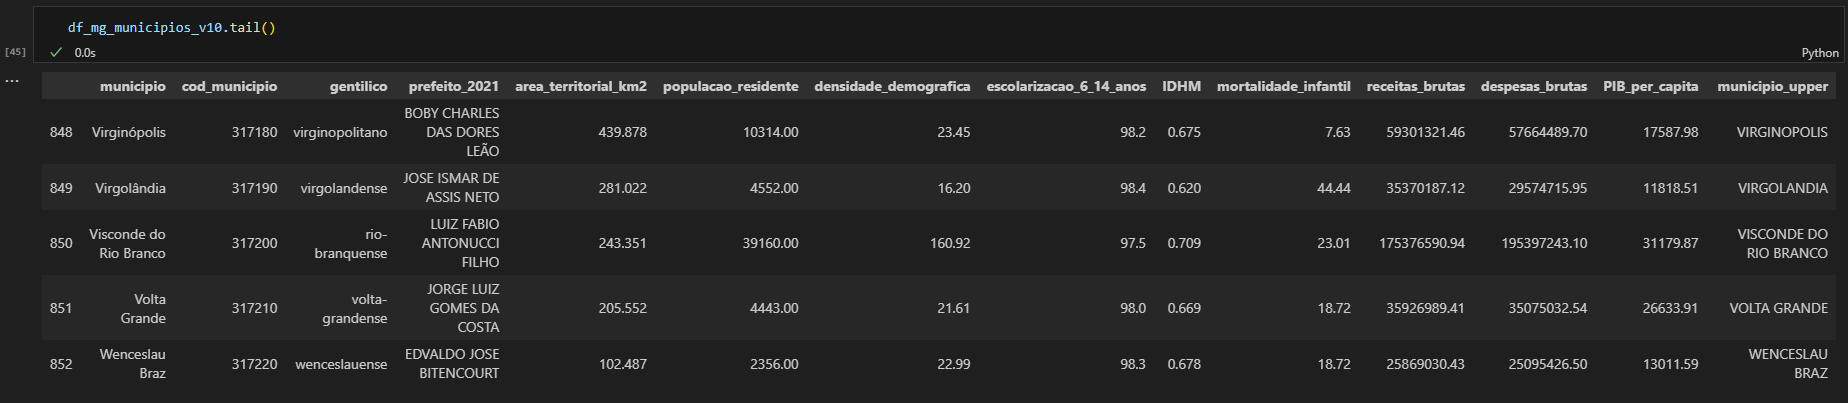 df_mg_municipios_v10.tail()
[45] 0.0s Python
...
municipio cod_municipio gentilico prefeito_2021 area_territorial_km2 populacao_residente densidade_demografica escolarizacao_6_14_anos IDHM mortalidade_infantil receitas_brutas despesas_brutas PIB_per_capita municipio_upper
BOBY CHARLES
848 Virginópolis 317180 virginopolitano DAS DORES 439.878 10314.00 23.45 98.2 0.675 7.63 59301321.46 57664489.70 17587.98 VIRGINOPOLIS
LEÃO
849 Virgolândia 317190 virgolandense JOSE ISMAR DE 281.022 4552.00 16.20 98.4 0.620 44.44 35370187.12 29574715.95 11818.51 VIRGOLANDIA
ASSIS NETO
LUIZ FABIO
850 Visconde do 317200 rio- ANTONUCCI 243.351 39160.00 160.92 97.5 0.709 23.01 175376590.94 195397243.10 31179.87 VISCONDE DO
Rio Branco branquense FILHO RIO BRANCO
JORGE LUIZ
851 Volta 317210 volta- GOMES DA 205.552 4443.00 21.61 98.0 0.669 18.72 35926989.41 35075032.54 26633.91 VOLTA GRANDE
Grande grandense COSTA
852 Wenceslau 317220 wenceslauense EDVALDO JOSE 102.487 2356.00 22.99 98.3 0.678 18.72 25869030.43 25095426.50 13011.59 WENCESLAU
Braz BITENCOURT BRAZ